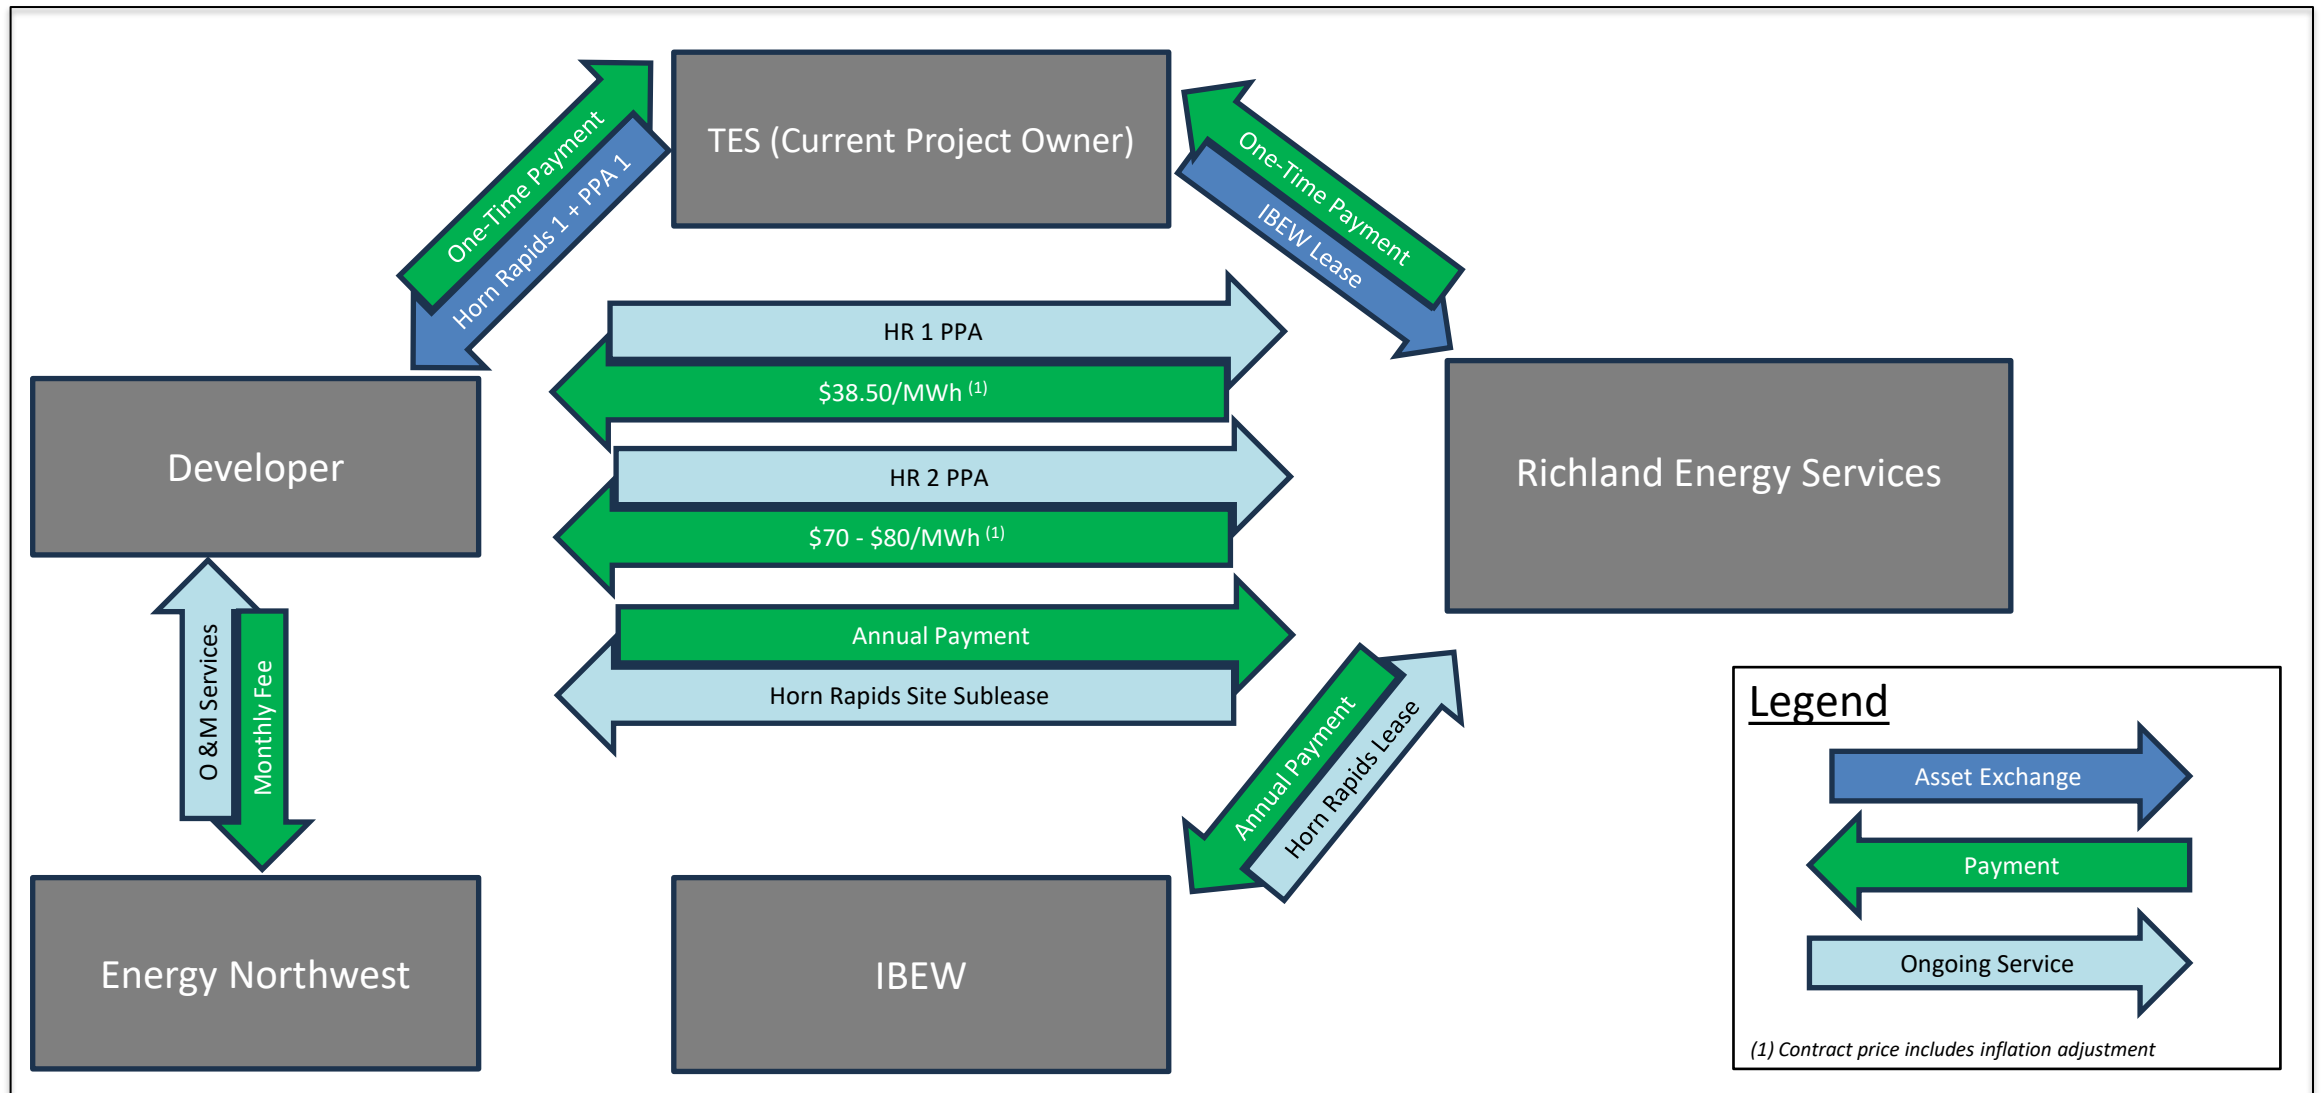 TES (Current Project Owner)
One-Time Payment
Horn Rapids 1 + PPA 1
One-Time Payment
IBEW Lease
HR 1 PPA
$38.50/MWh (1)
Developer
HR 2 PPA
Richland Energy Services
$70 - $80/MWh (1)
Annual Payment
Horn Rapids Site Sublease
O &M Services
Monthly Fee
Annual Payment
Horn Rapids Lease
Energy Northwest
IBEW
Legend
Asset Exchange
Payment
Ongoing Service
(1) Contract price includes inflation adjustment